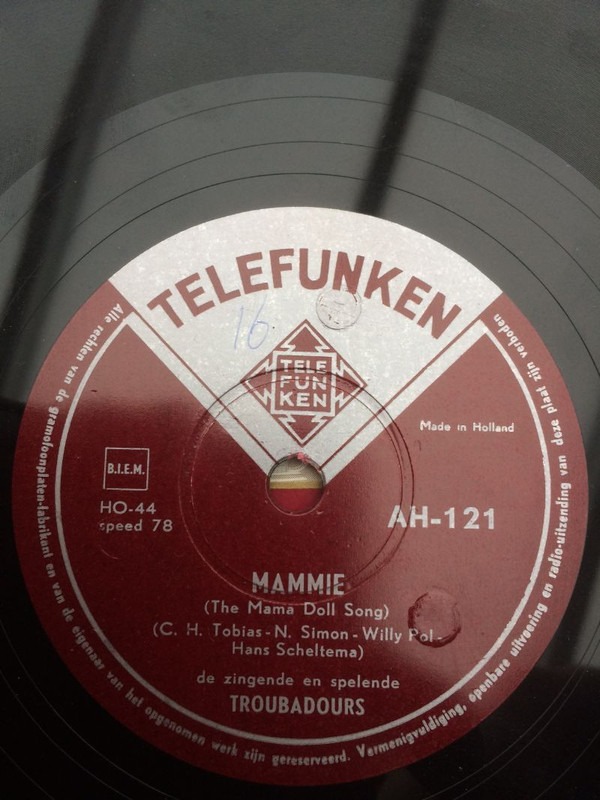 TELEFUNKEN
16
TELE
FUN
KEN
Made in Holland
B.I.E.M.
HO-44
speed 78
AH-121
MAMMIE
(The Mama Doll Song)
(C. H. Tobias - N. Simon - Willy Pol -
Hans Scheltema)
de zingende en spelende
TROUBADOURS
Alle rechten van de gramofoonplaten-fabrikant en van de eigenaar van het opgenomen werk zijn gereserveerd. Vermenigvuldiging, openbare uitvoering en radio-uitzending van deze plaat zijn verboden